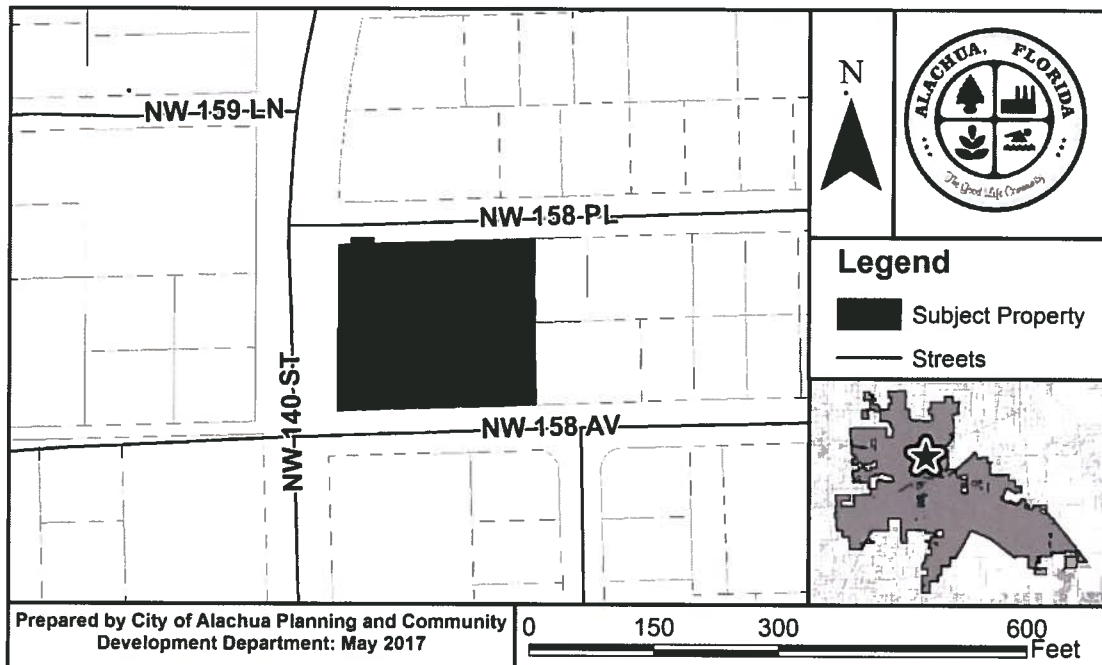 NW 159 LN
NW 158 PL
NW 140 ST
NW 158 AV
N
ALACHUA, FLORIDA
The Good Life Community
Legend
Subject Property
Streets
Prepared by City of Alachua Planning and Community
Development Department: May 2017
0 150 300 600
Feet